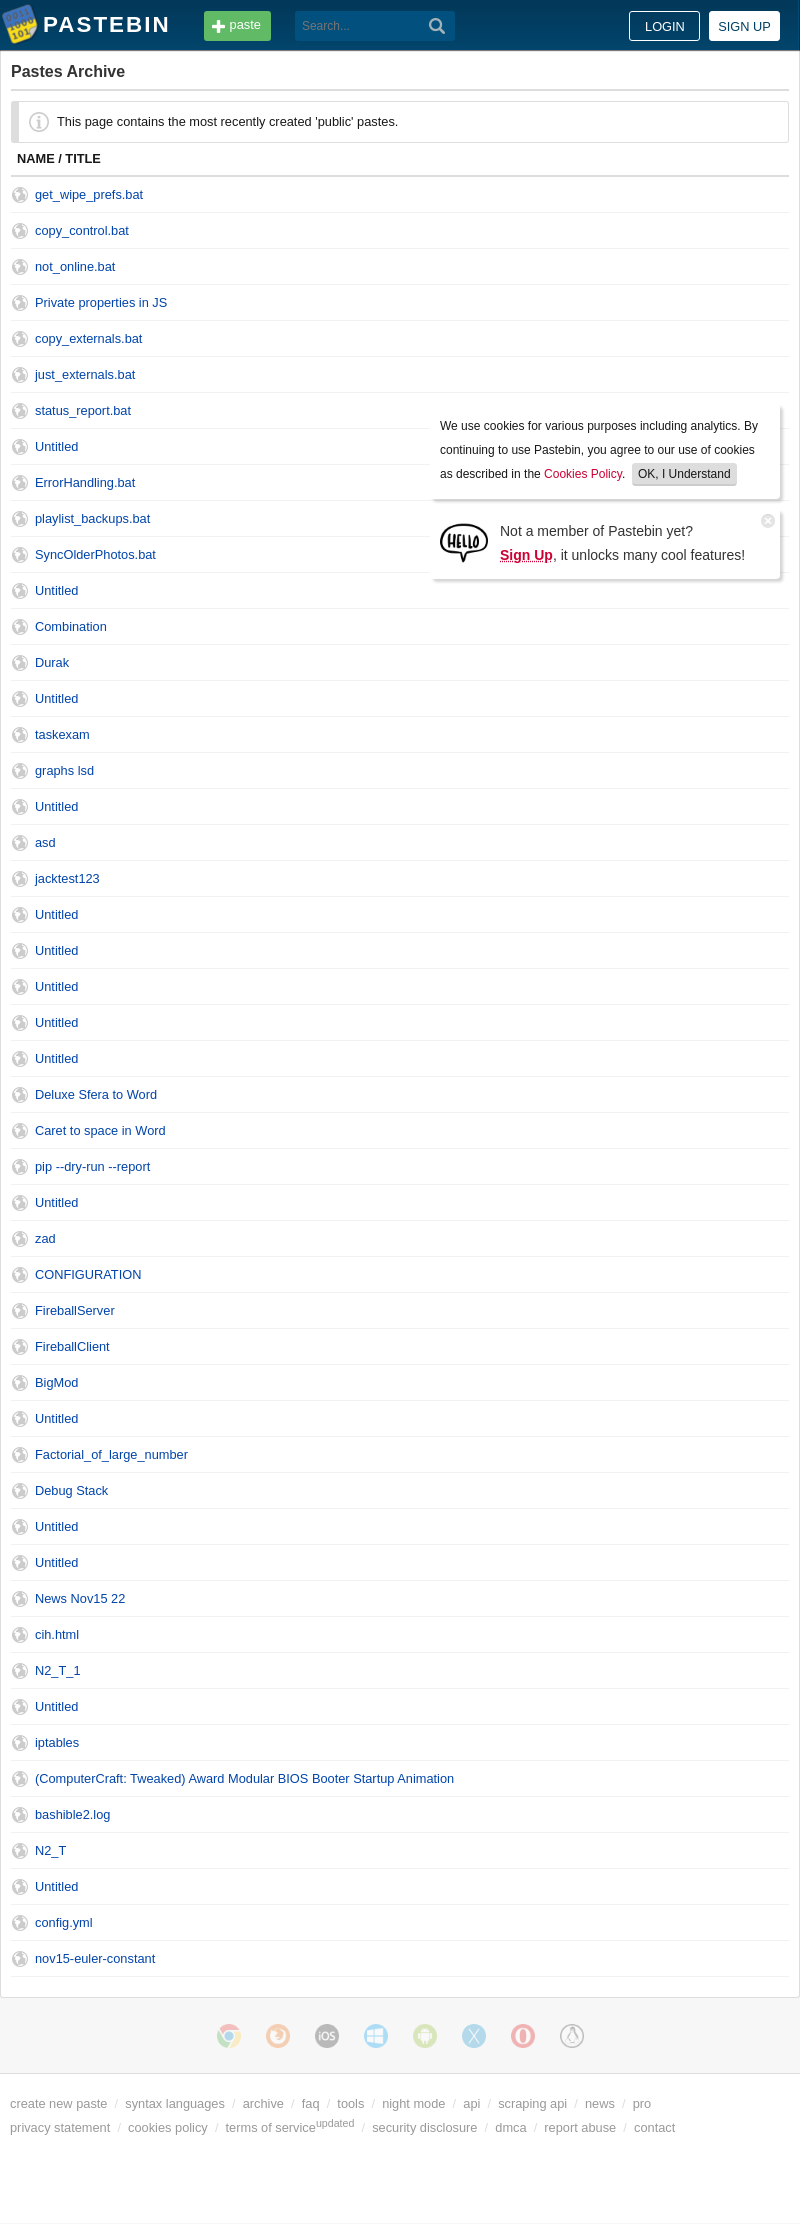 PASTEBIN
paste
Search...
LOGIN
SIGN UP
Pastes Archive
This page contains the most recently created 'public' pastes.
NAME / TITLE
get_wipe_prefs.bat
copy_control.bat
not_online.bat
Private properties in JS
copy_externals.bat
just_externals.bat
status_report.bat
Untitled
ErrorHandling.bat
playlist_backups.bat
SyncOlderPhotos.bat
We use cookies for various purposes including analytics. By
continuing to use Pastebin, you agree to our use of cookies
as described in the Cookies Policy. OK, I Understand
HELLO
Not a member of Pastebin yet?
Sign Up, it unlocks many cool features!
Untitled
Combination
Durak
Untitled
taskexam
graphs lsd
Untitled
asd
jacktest123
Untitled
Untitled
Untitled
Untitled
Untitled
Deluxe Sfera to Word
Caret to space in Word
pip --dry-run --report
Untitled
zad
CONFIGURATION
FireballServer
FireballClient
BigMod
Untitled
Factorial_of_large_number
Debug Stack
Untitled
Untitled
News Nov15 22
cih.html
N2_T_1
Untitled
iptables
(ComputerCraft: Tweaked) Award Modular BIOS Booter Startup Animation
bashible2.log
N2_T
Untitled
config.yml
nov15-euler-constant
iOS
create new paste / syntax languages / archive / faq / tools / night mode / api / scraping api / news / pro
privacy statement / cookies policy / terms of serviceupdated / security disclosure / dmca / report abuse / contact